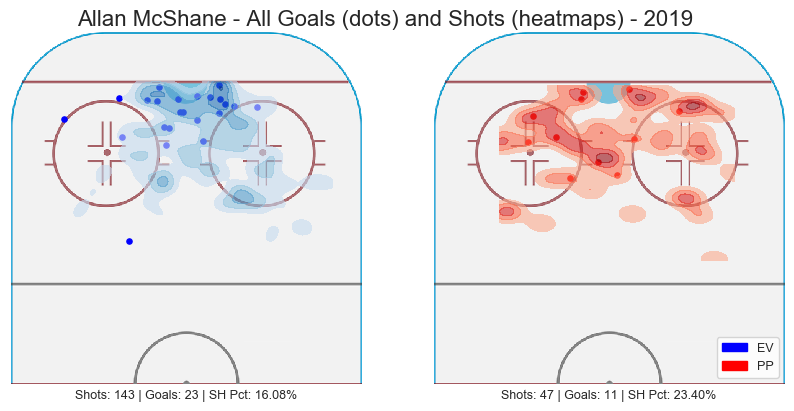 Allan McShane - All Goals (dots) and Shots (heatmaps) - 2019
EV
PP
Shots: 143 | Goals: 23 | SH Pct: 16.08%
Shots: 47 | Goals: 11 | SH Pct: 23.40%